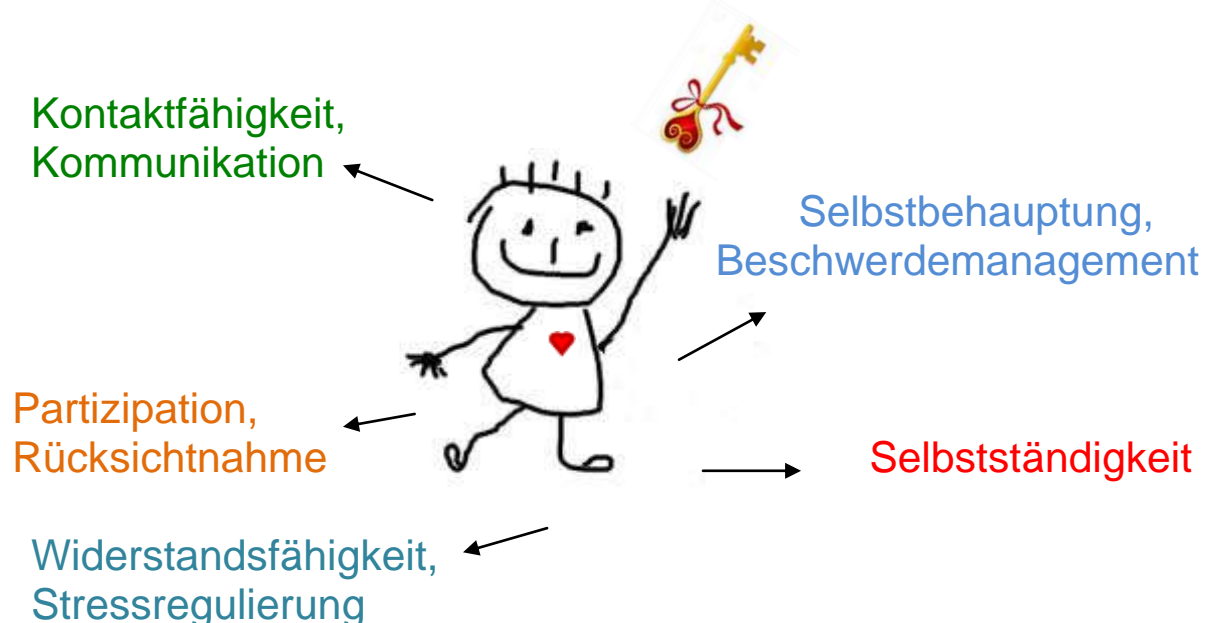 Kontaktfähigkeit,
Kommunikation
Selbstbehauptung,
Beschwerdemanagement
Partizipation,
Rücksichtnahme
Selbstständigkeit
Widerstandsfähigkeit,
Stressregulierung